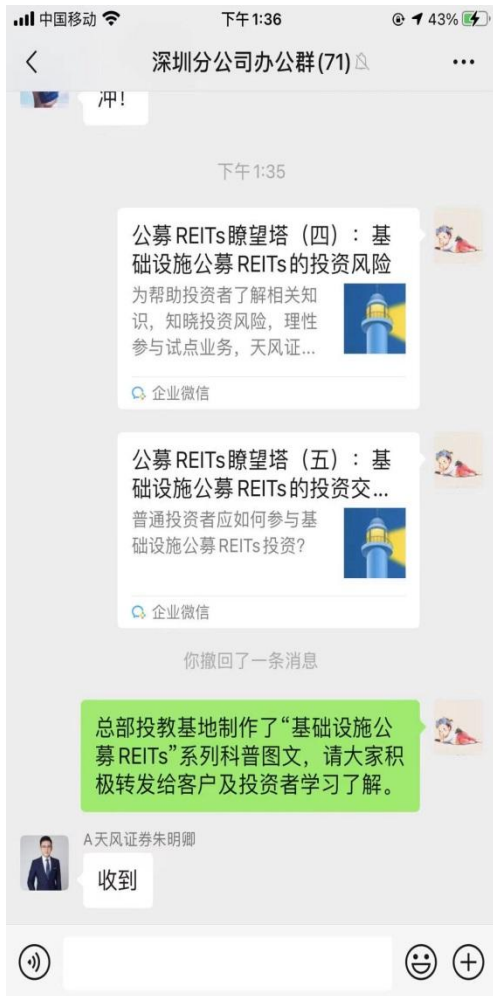 中国移动
下午1:36
43%
深圳分公司办公群(71)
冲！
下午1:35
公募REITs瞭望塔（四）：基
础设施公募REITs的投资风险
为帮助投资者了解相关知
识，知晓投资风险，理性
参与试点业务，天风证...
企业微信
公募REITs瞭望塔（五）：基
础设施公募REITs的投资交...
普通投资者应如何参与基
础设施公募REITs投资？
企业微信
你撤回了一条消息
总部投教基地制作了“基础设施公
募REITs”系列科普图文，请大家积
极转发给客户及投资者学习了解。
A天风证券朱明卿
收到